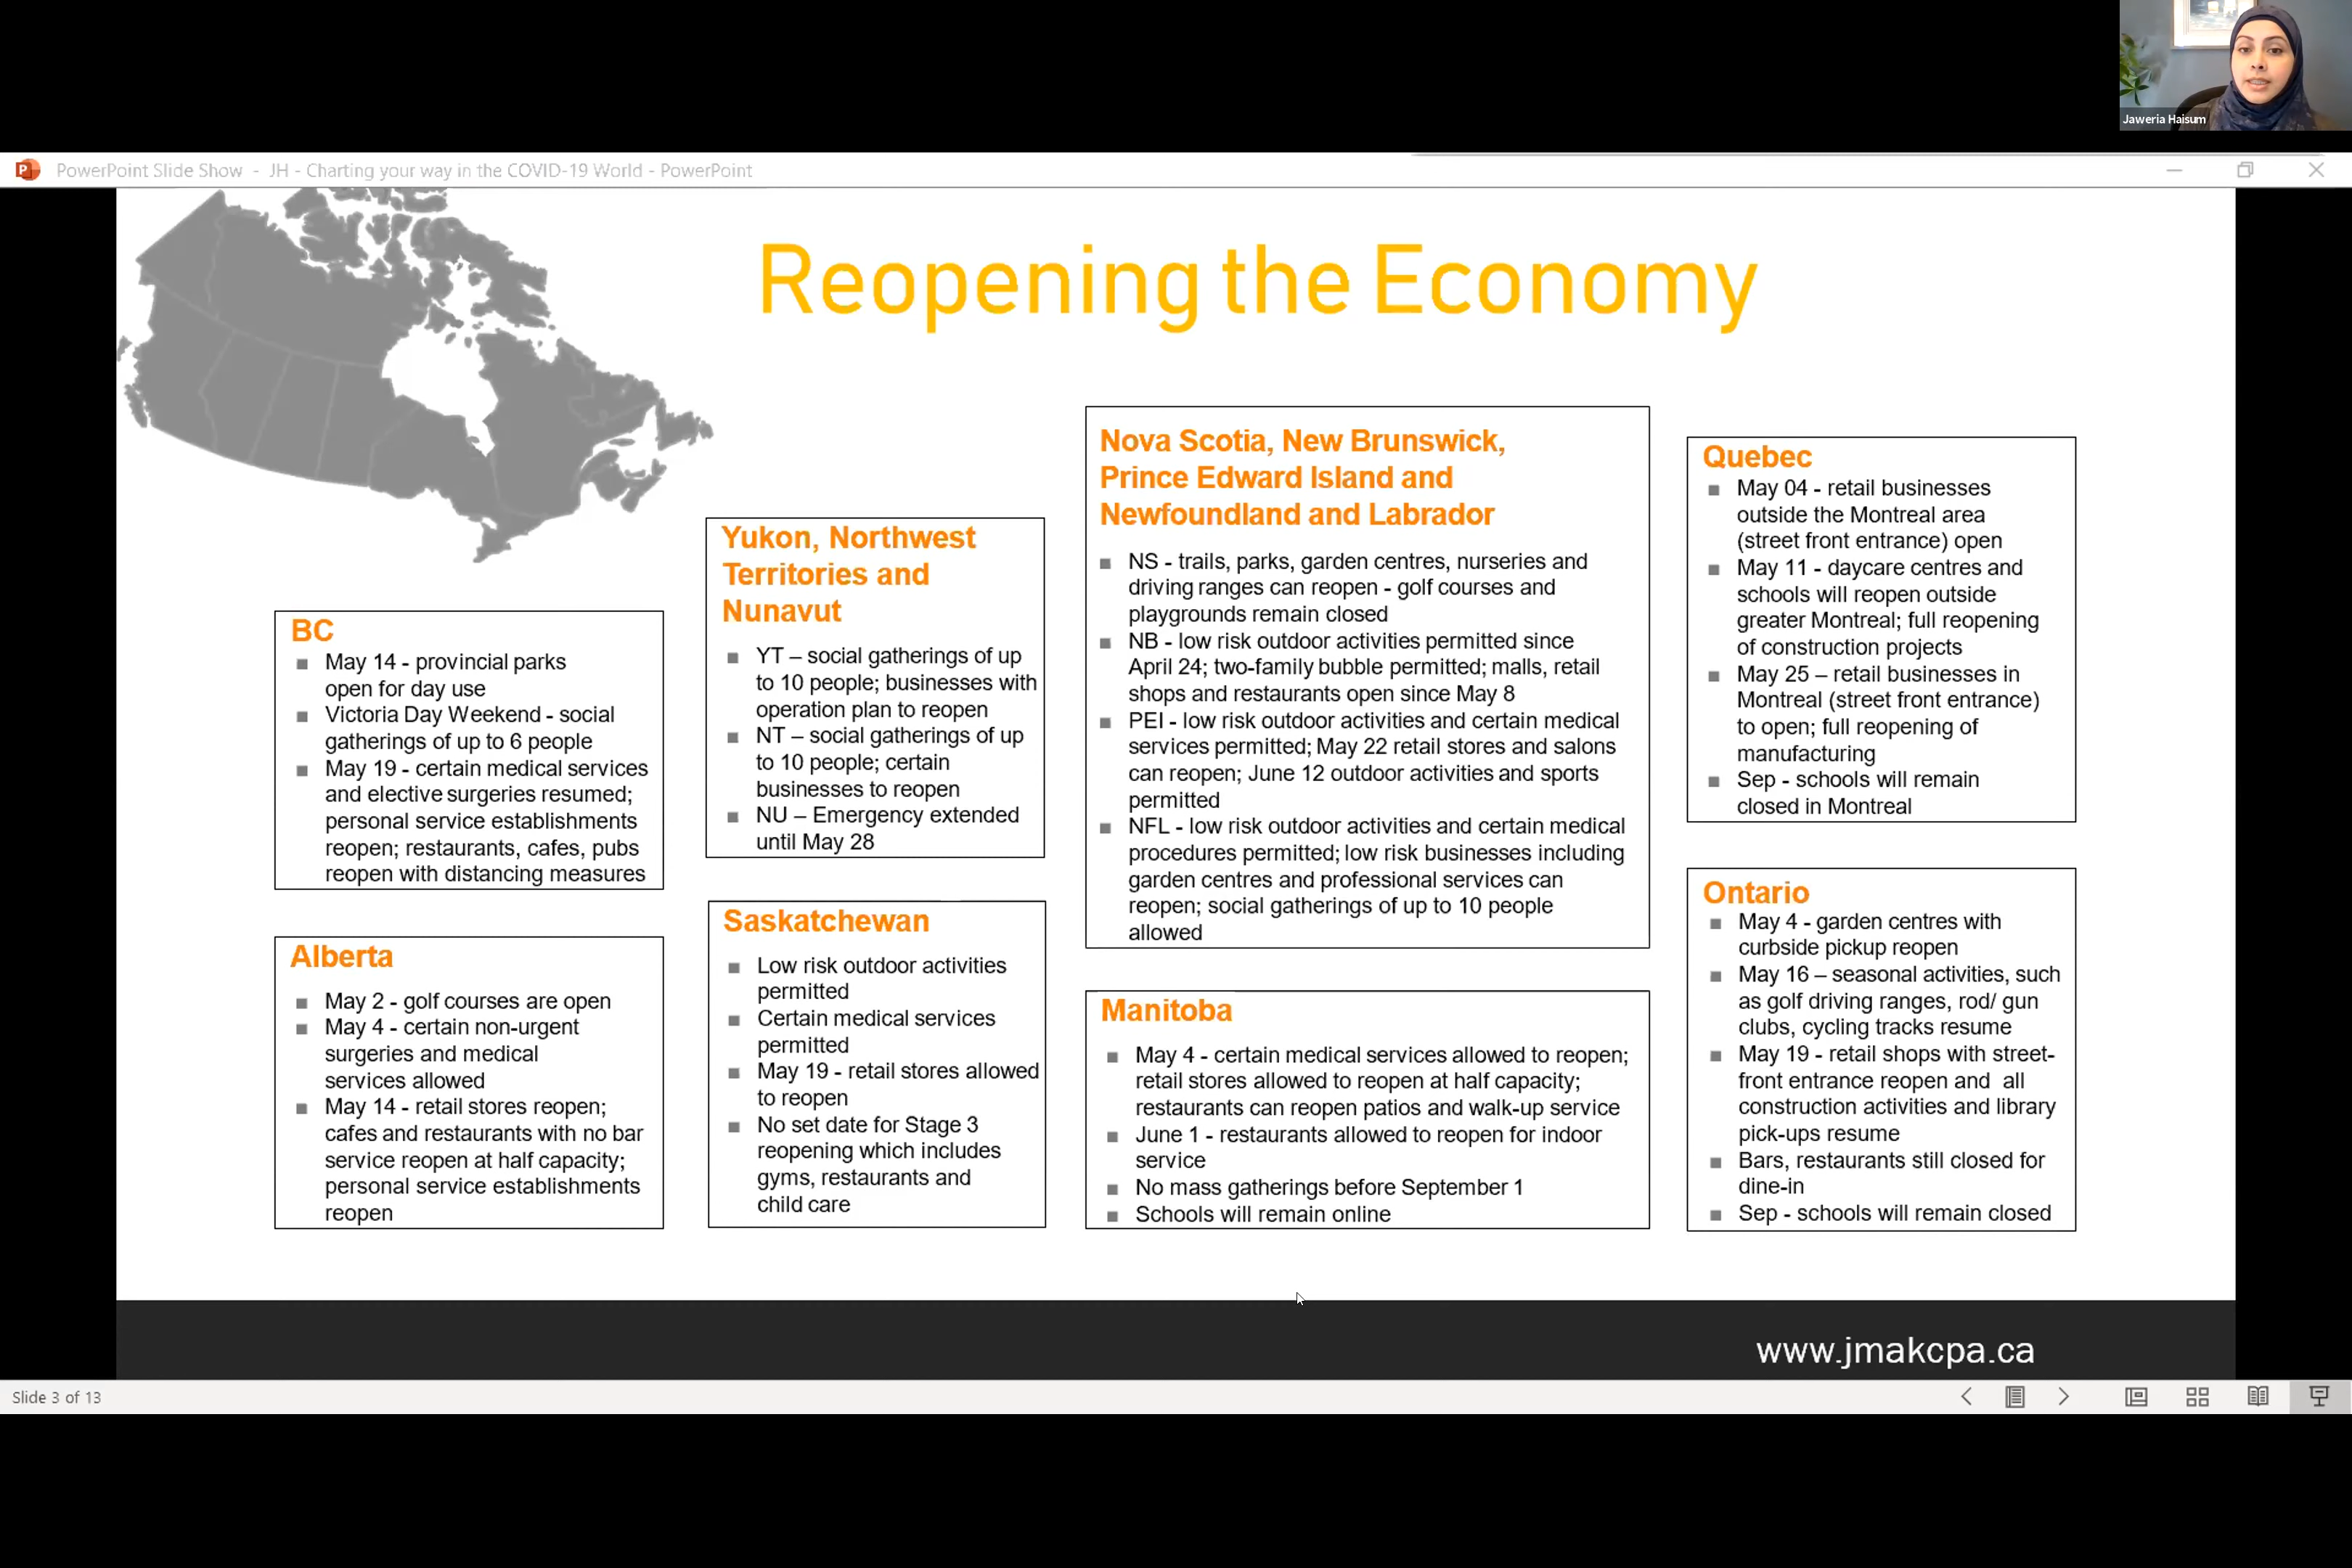 Jaweria Haisum
PowerPoint Slide Show - JH - Charting your way in the COVID-19 World - PowerPoint
Reopening the Economy
BC
May 14 - provincial parks
open for day use
Victoria Day Weekend - social
gatherings of up to 6 people
May 19 - certain medical services
and elective surgeries resumed;
personal service establishments
reopen; restaurants, cafes, pubs
reopen with distancing measures
Alberta
May 2 - golf courses are open
May 4 - certain non-urgent
surgeries and medical
services allowed
May 14 - retail stores reopen;
cafes and restaurants with no bar
service reopen at half capacity;
personal service establishments
reopen
Yukon, Northwest
Territories and
Nunavut
YT – social gatherings of up
to 10 people; businesses with
operation plan to reopen
NT – social gatherings of up
to 10 people; certain
businesses to reopen
NU – Emergency extended
until May 28
Saskatchewan
Low risk outdoor activities
permitted
Certain medical services
permitted
May 19 - retail stores allowed
to reopen
No set date for Stage 3
reopening which includes
gyms, restaurants and
child care
Nova Scotia, New Brunswick,
Prince Edward Island and
Newfoundland and Labrador
NS - trails, parks, garden centres, nurseries and
driving ranges can reopen - golf courses and
playgrounds remain closed
NB - low risk outdoor activities permitted since
April 24; two-family bubble permitted; malls, retail
shops and restaurants open since May 8
PEI - low risk outdoor activities and certain medical
services permitted; May 22 retail stores and salons
can reopen; June 12 outdoor activities and sports
permitted
NFL - low risk outdoor activities and certain medical
procedures permitted; low risk businesses including
garden centres and professional services can
reopen; social gatherings of up to 10 people
allowed
Manitoba
May 4 - certain medical services allowed to reopen;
retail stores allowed to reopen at half capacity;
restaurants can reopen patios and walk-up service
June 1 - restaurants allowed to reopen for indoor
service
No mass gatherings before September 1
Schools will remain online
Quebec
May 04 - retail businesses
outside the Montreal area
(street front entrance) open
May 11 - daycare centres and
schools will reopen outside
greater Montreal; full reopening
of construction projects
May 25 – retail businesses in
Montreal (street front entrance)
to open; full reopening of
manufacturing
Sep - schools will remain
closed in Montreal
Ontario
May 4 - garden centres with
curbside pickup reopen
May 16 – seasonal activities, such
as golf driving ranges, rod/ gun
clubs, cycling tracks resume
May 19 - retail shops with street-
front entrance reopen and all
construction activities and library
pick-ups resume
Bars, restaurants still closed for
dine-in
Sep - schools will remain closed
www.jmakcpa.ca
Slide 3 of 13